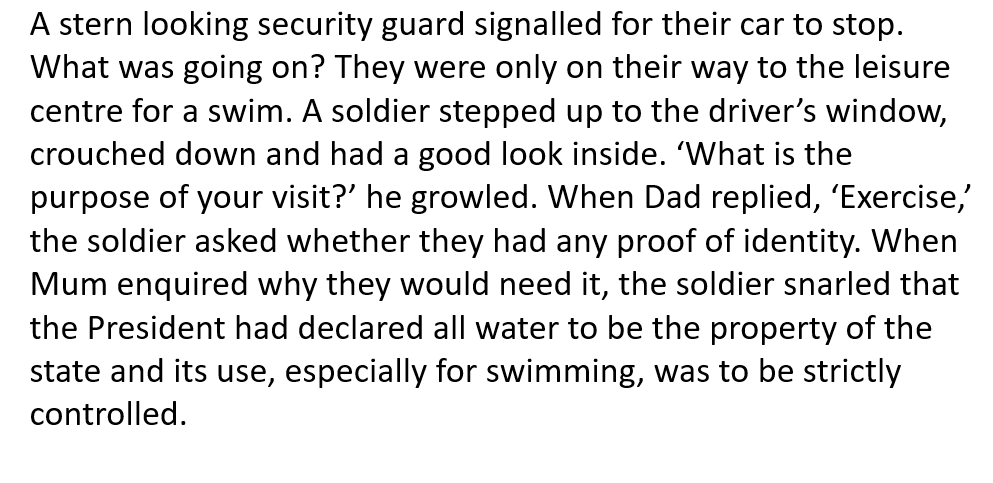 A stern looking security guard signalled for their car to stop.
What was going on? They were only on their way to the leisure
centre for a swim. A soldier stepped up to the driver’s window,
crouched down and had a good look inside. ‘What is the
purpose of your visit?’ he growled. When Dad replied, ‘Exercise,’
the soldier asked whether they had any proof of identity. When
Mum enquired why they would need it, the soldier snarled that
the President had declared all water to be the property of the
state and its use, especially for swimming, was to be strictly
controlled.